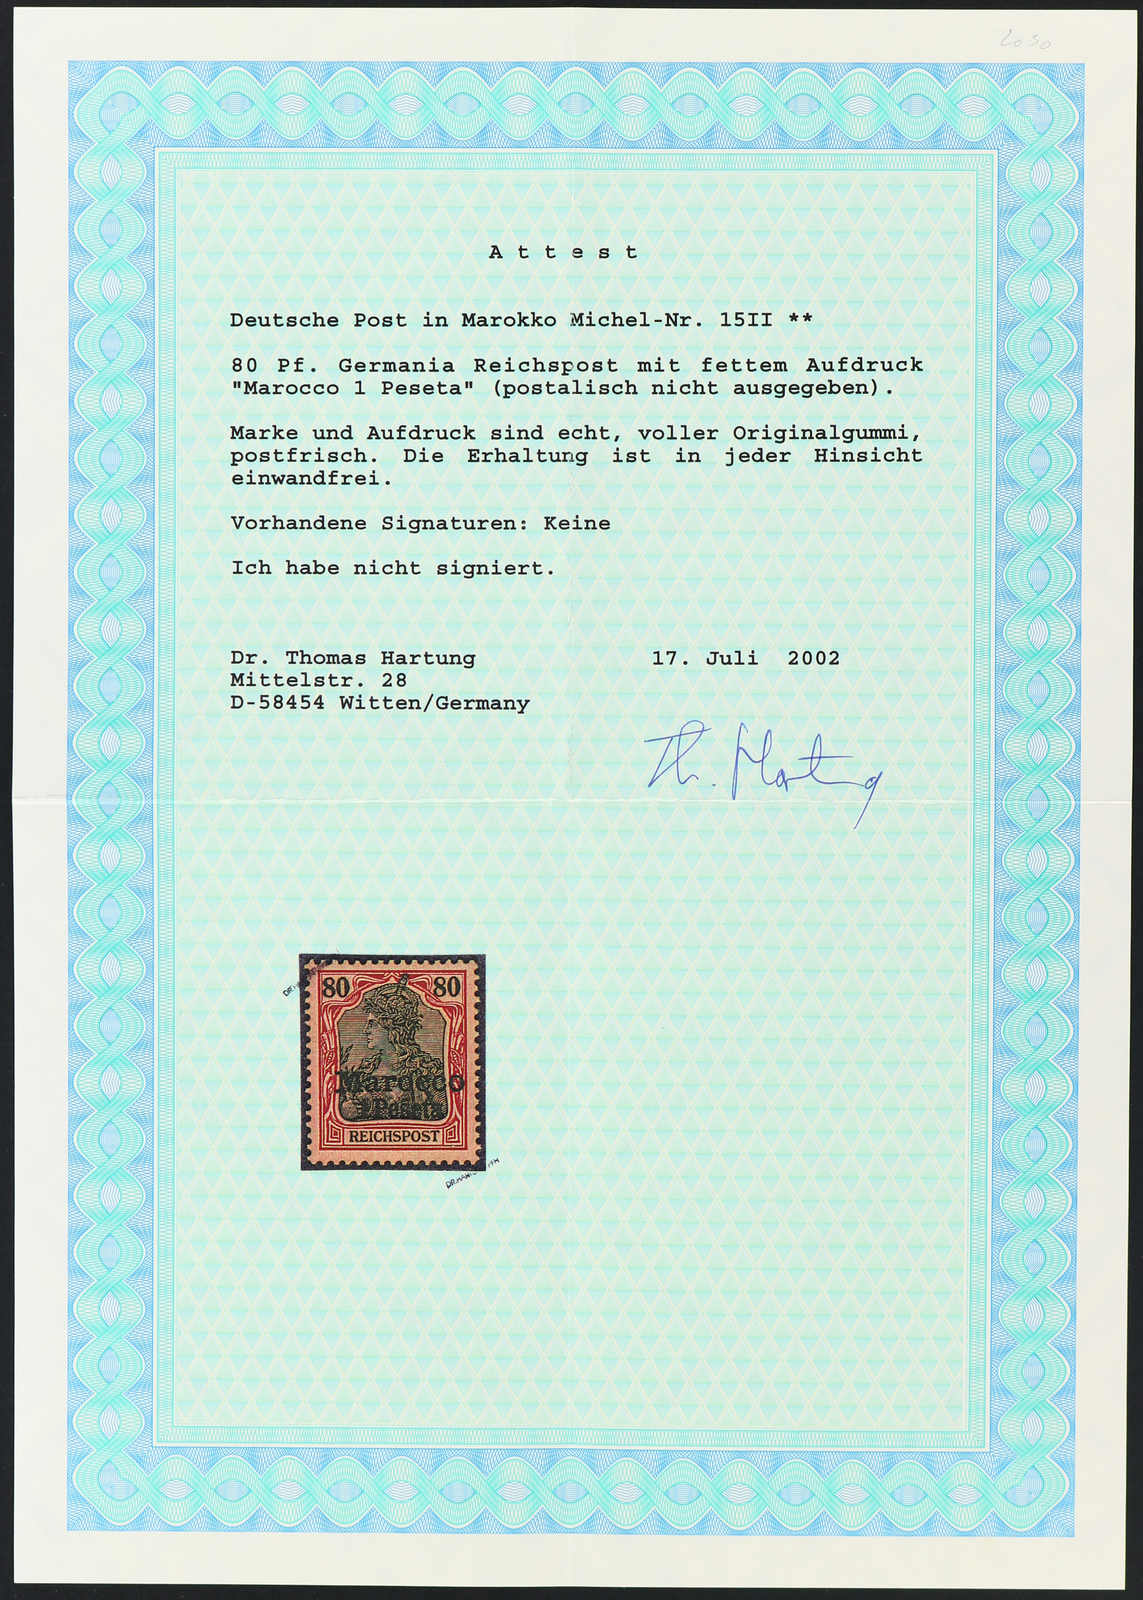 2030
A t t e s t
Deutsche Post in Marokko Michel-Nr. 15II **
80 Pf. Germania Reichspost mit fettem Aufdruck
"Marocco 1 Peseta" (postalisch nicht ausgegeben).
Marke und Aufdruck sind echt, voller Originalgummi,
postfrisch. Die Erhaltung ist in jeder Hinsicht
einwandfrei.
Vorhandene Signaturen: Keine
Ich habe nicht signiert.
Dr. Thomas Hartung 17. Juli 2002
Mittelstr. 28
D-58454 Witten/Germany
Th. Hartung
80 80
Marocco
1 Peseta
REICHSPOST